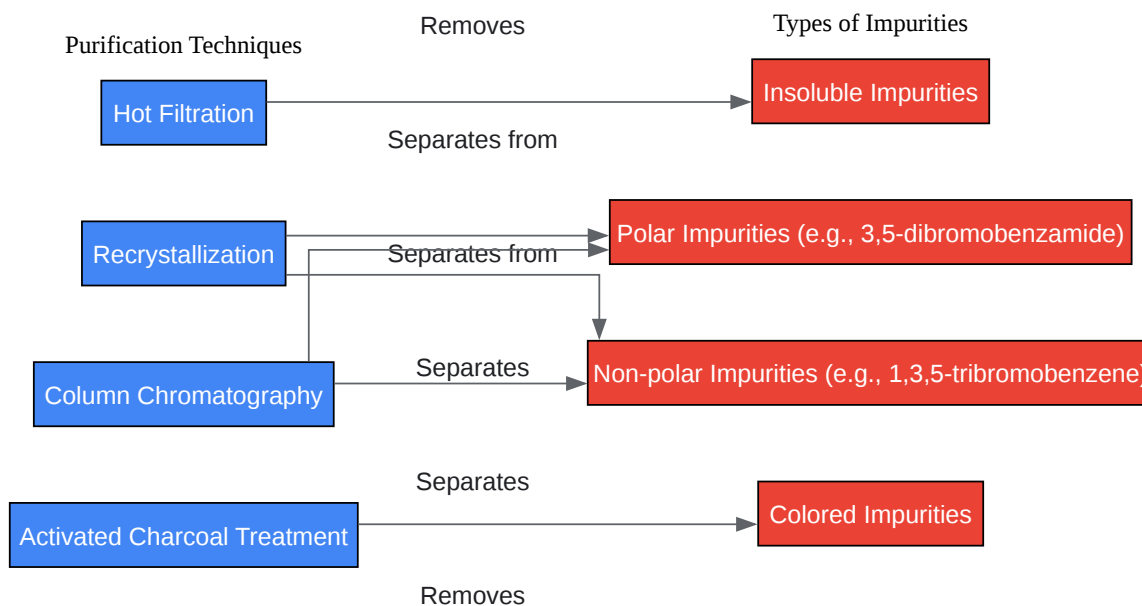 Removes
Types of Impurities
Purification Techniques
Hot Filtration
Insoluble Impurities
Separates from
Recrystallization
Polar Impurities (e.g., 3,5-dibromobenzamide)
Separates from
Column Chromatography
Separates
Non-polar Impurities (e.g., 1,3,5-tribromobenzene)
Separates
Activated Charcoal Treatment
Colored Impurities
Removes